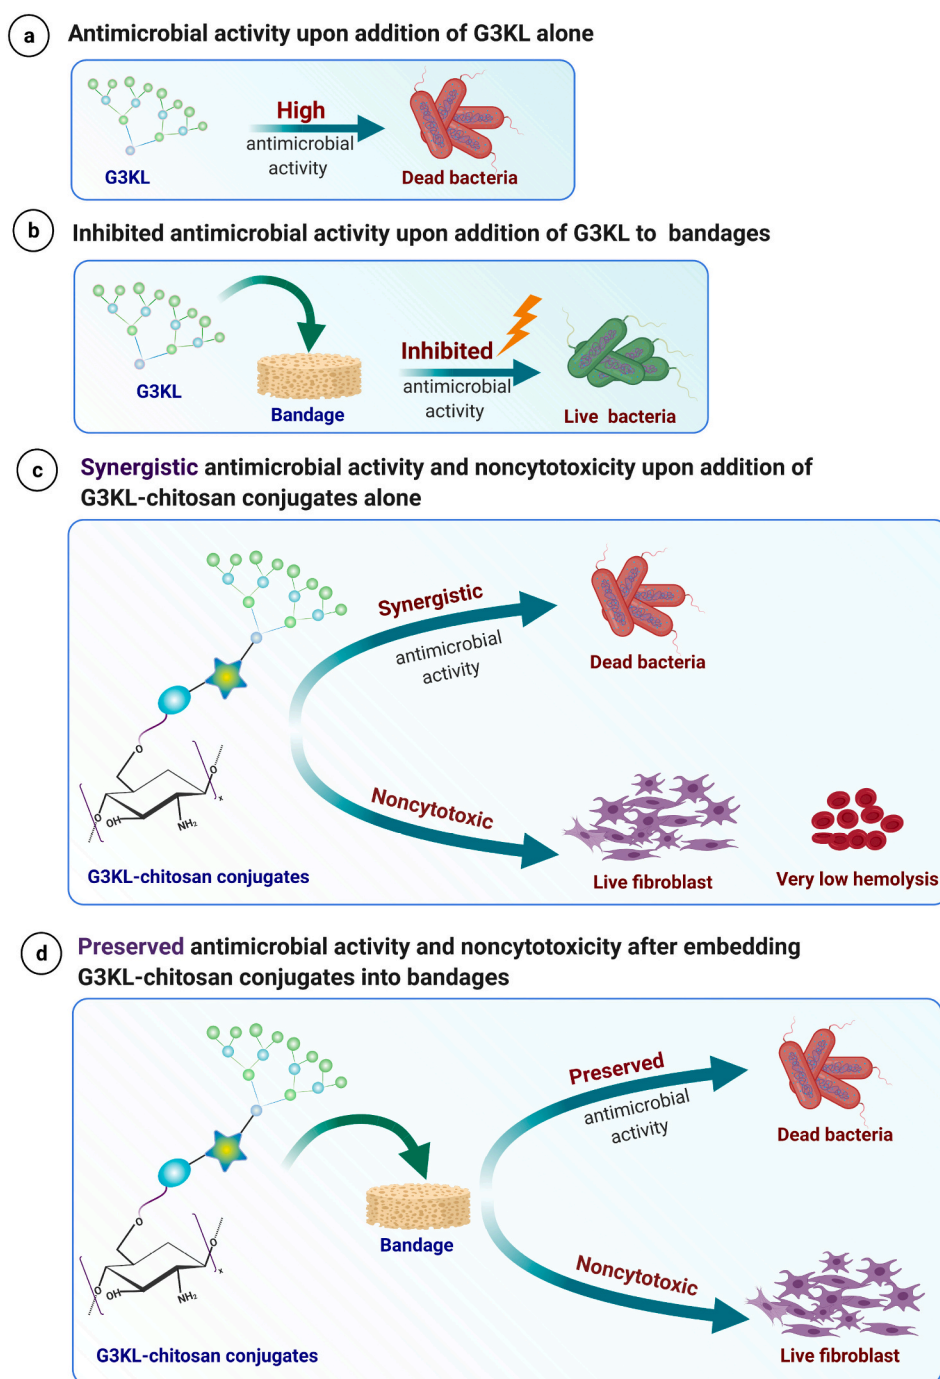 a
Antimicrobial activity upon addition of G3KL alone
High
antimicrobial
activity
G3KL
Dead bacteria
b
Inhibited antimicrobial activity upon addition of G3KL to bandages
Inhibited
antimicrobial
activity
G3KL
Bandage
Live bacteria
c
Synergistic antimicrobial activity and noncytotoxicity upon addition of
G3KL-chitosan conjugates alone
Synergistic
antimicrobial
activity
Dead bacteria
O
O
x
O
OH
NH2
Noncytotoxic
G3KL-chitosan conjugates
Live fibroblast
Very low hemolysis
d
Preserved antimicrobial activity and noncytotoxicity after embedding
G3KL-chitosan conjugates into bandages
Preserved
antimicrobial
activity
Dead bacteria
O
O
x
O
OH
NH2
Bandage
Noncytotoxic
G3KL-chitosan conjugates
Live fibroblast